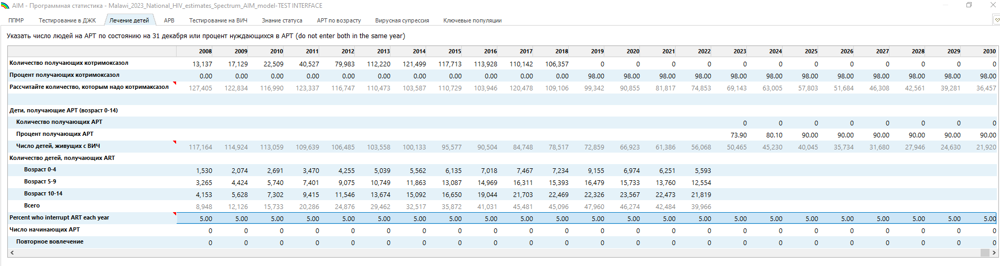 AIM - Программная статистика - Malawi_2023_National_HIV_estimates_Spectrum_AIM_model-TEST INTERFACE
ППМР Тестирование в ДЖК Лечение детей АРВ Тестирование на ВИЧ Знание статуса АРТ по возрасту Вирусная супрессия Ключевые популяции
Указать число людей на АРТ по состоянию на 31 декабря или процент нуждающихся в АРТ (do not enter both in the same year)
2008 2009 2010 2011 2012 2013 2014 2015 2016 2017 2018 2019 2020 2021 2022 2023 2024 2025 2026 2027 2028 2029 2030
Количество получающих котримоксазол 13,137 17,129 22,509 40,527 79,983 112,220 121,499 117,713 113,928 110,142 106,357 0 0 0 0 0 0 0 0 0 0 0 0
Процент получающих котримоксазол 0.00 0.00 0.00 0.00 0.00 0.00 0.00 0.00 0.00 0.00 0.00 98.00 98.00 98.00 98.00 98.00 98.00 98.00 98.00 98.00 98.00 98.00 98.00
Рассчитайте количество, которым надо котримаксазол 127,405 122,834 116,990 123,337 116,747 110,473 103,587 110,729 103,946 120,478 109,106 99,342 90,855 81,817 74,853 69,143 63,005 57,803 51,684 46,308 42,561 39,281 36,457
Дети, получающие АРТ (возраст 0-14)
Количество получающих АРТ 0 0 0 0 0 0 0 0
Процент получающих АРТ 73.90 80.10 90.00 90.00 90.00 90.00 90.00 90.00
Число детей, живущих с ВИЧ 117,164 114,924 113,059 109,639 106,485 103,558 100,133 95,577 90,504 84,748 78,517 72,859 66,923 61,386 56,068 50,465 45,230 40,045 35,734 31,680 27,946 24,630 21,920
Количество детей, получающих ART
Возраст 0-4 1,530 2,074 2,691 3,470 4,255 5,039 5,562 6,135 7,018 7,467 7,234 9,155 6,974 6,251 5,593
Возраст 5-9 3,265 4,424 5,740 7,401 9,075 10,749 11,863 13,087 14,969 16,311 15,393 16,479 15,733 13,760 12,554
Возраст 10-14 4,153 5,628 7,302 9,415 11,546 13,674 15,092 16,650 19,044 21,703 22,469 22,326 23,567 22,473 21,819
Всего 8,948 12,126 15,733 20,286 24,876 29,462 32,517 35,872 41,031 45,481 45,096 47,960 46,274 42,484 39,966
Percent who interrupt ART each year 5.00 5.00 5.00 5.00 5.00 5.00 5.00 5.00 5.00 5.00 5.00 5.00 5.00 5.00 5.00 5.00 5.00 5.00 5.00 5.00 5.00 5.00 5.00
Число начинающих АРТ 0 0 0 0 0 0 0 0 0 0 0 0 0 0 0 0 0 0 0 0 0 0 0
Повторное вовлечение 0 0 0 0 0 0 0 0 0 0 0 0 0 0 0 0 0 0 0 0 0 0 0